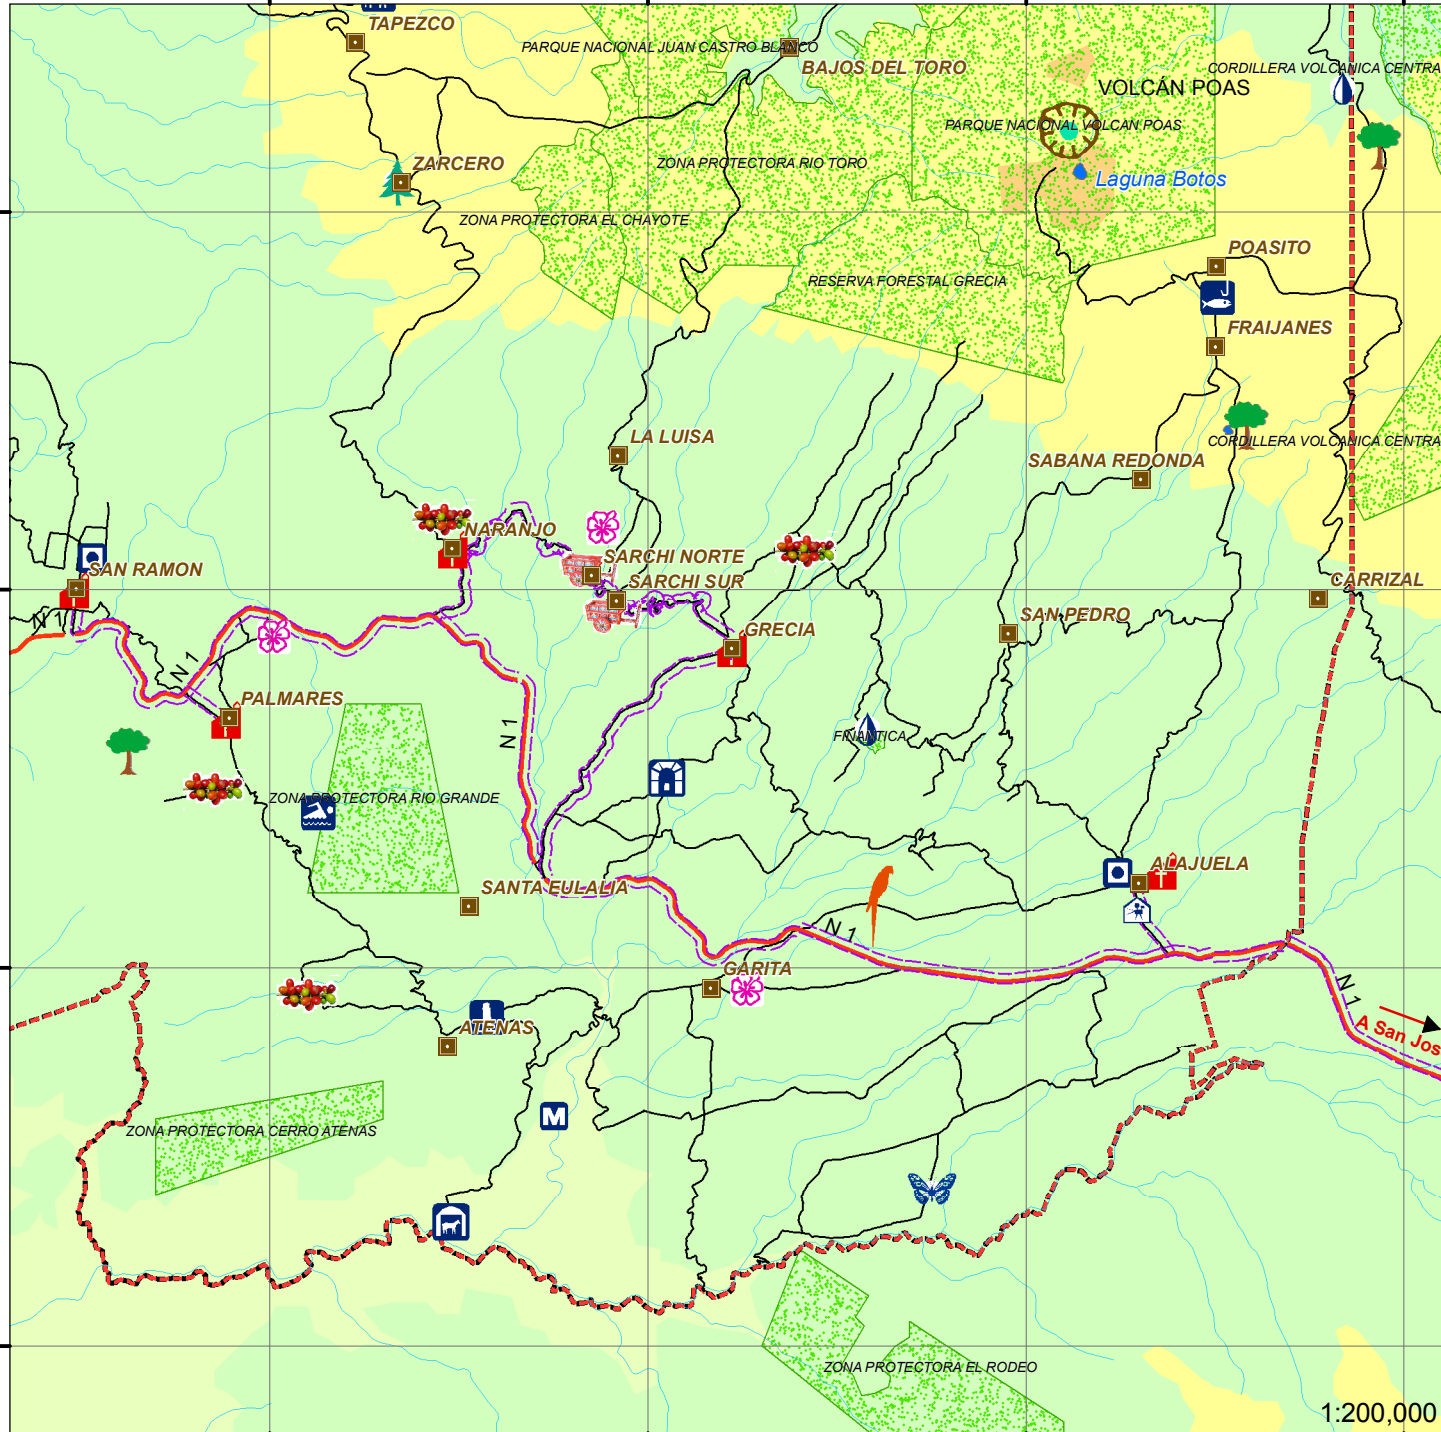 TAPEZCO
PARQUE NACIONAL JUAN CASTRO BLANCO
BAJOS DEL TORO
CORDILLERA VOLCANICA CENTRA
VOLCÁN POAS
PARQUE NACIONAL VOLCAN POAS
ZARCERO
ZONA PROTECTORA RIO TORO
Laguna Botos
ZONA PROTECTORA EL CHAYOTE
POASITO
RESERVA FORESTAL GRECIA
FRAIJANES
LA LUISA
CORDILLERA VOLCANICA CENTRA
SABANA REDONDA
NARANJO
SARCHI NORTE
SAN RAMON
SARCHI SUR
CARRIZAL
SAN PEDRO
N 1
GRECIA
N 1
PALMARES
N 1
FINANTICA
ZONA PROTECTORA RIO GRANDE
ALAJUELA
SANTA EULALIA
N 1
GARITA
N 1
ATENAS
A San Jos
M
ZONA PROTECTORA CERRO ATENAS
ZONA PROTECTORA EL RODEO
1:200,000